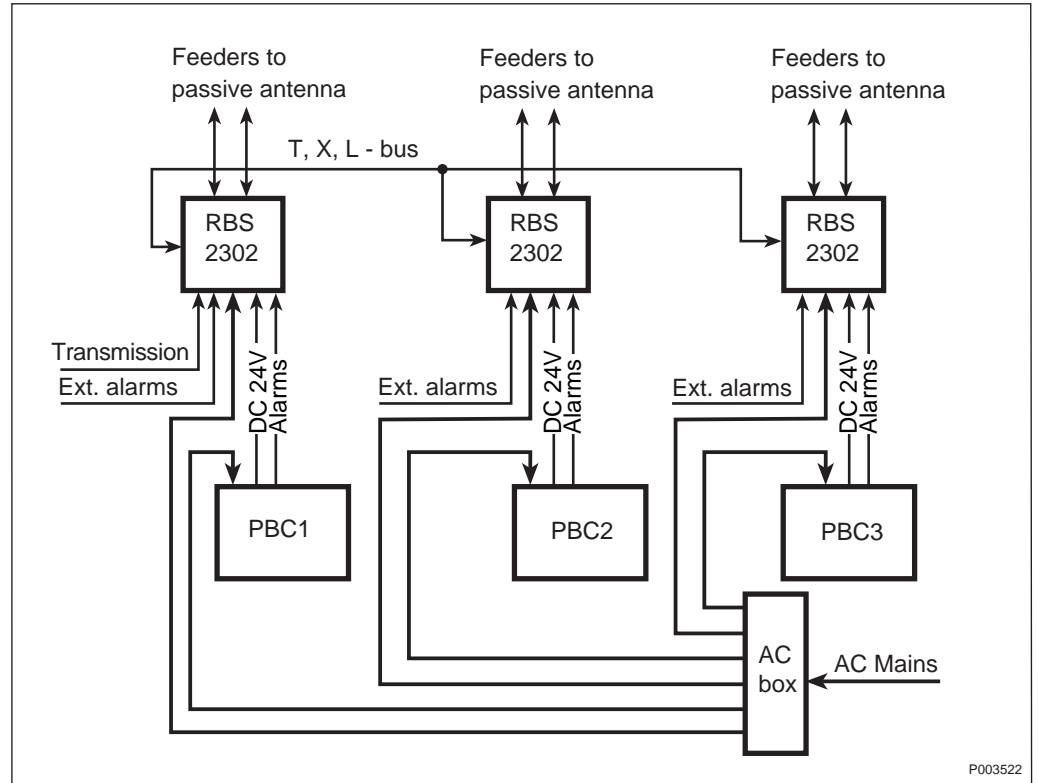 Feeders to
passive antenna
Feeders to
passive antenna
Feeders to
passive antenna
T, X, L - bus
RBS
2302
RBS
2302
RBS
2302
Transmission
Ext. alarms
DC 24V
Alarms
Ext. alarms
DC 24V
Alarms
Ext. alarms
DC 24V
Alarms
PBC1
PBC2
PBC3
AC
box
AC Mains
P003522